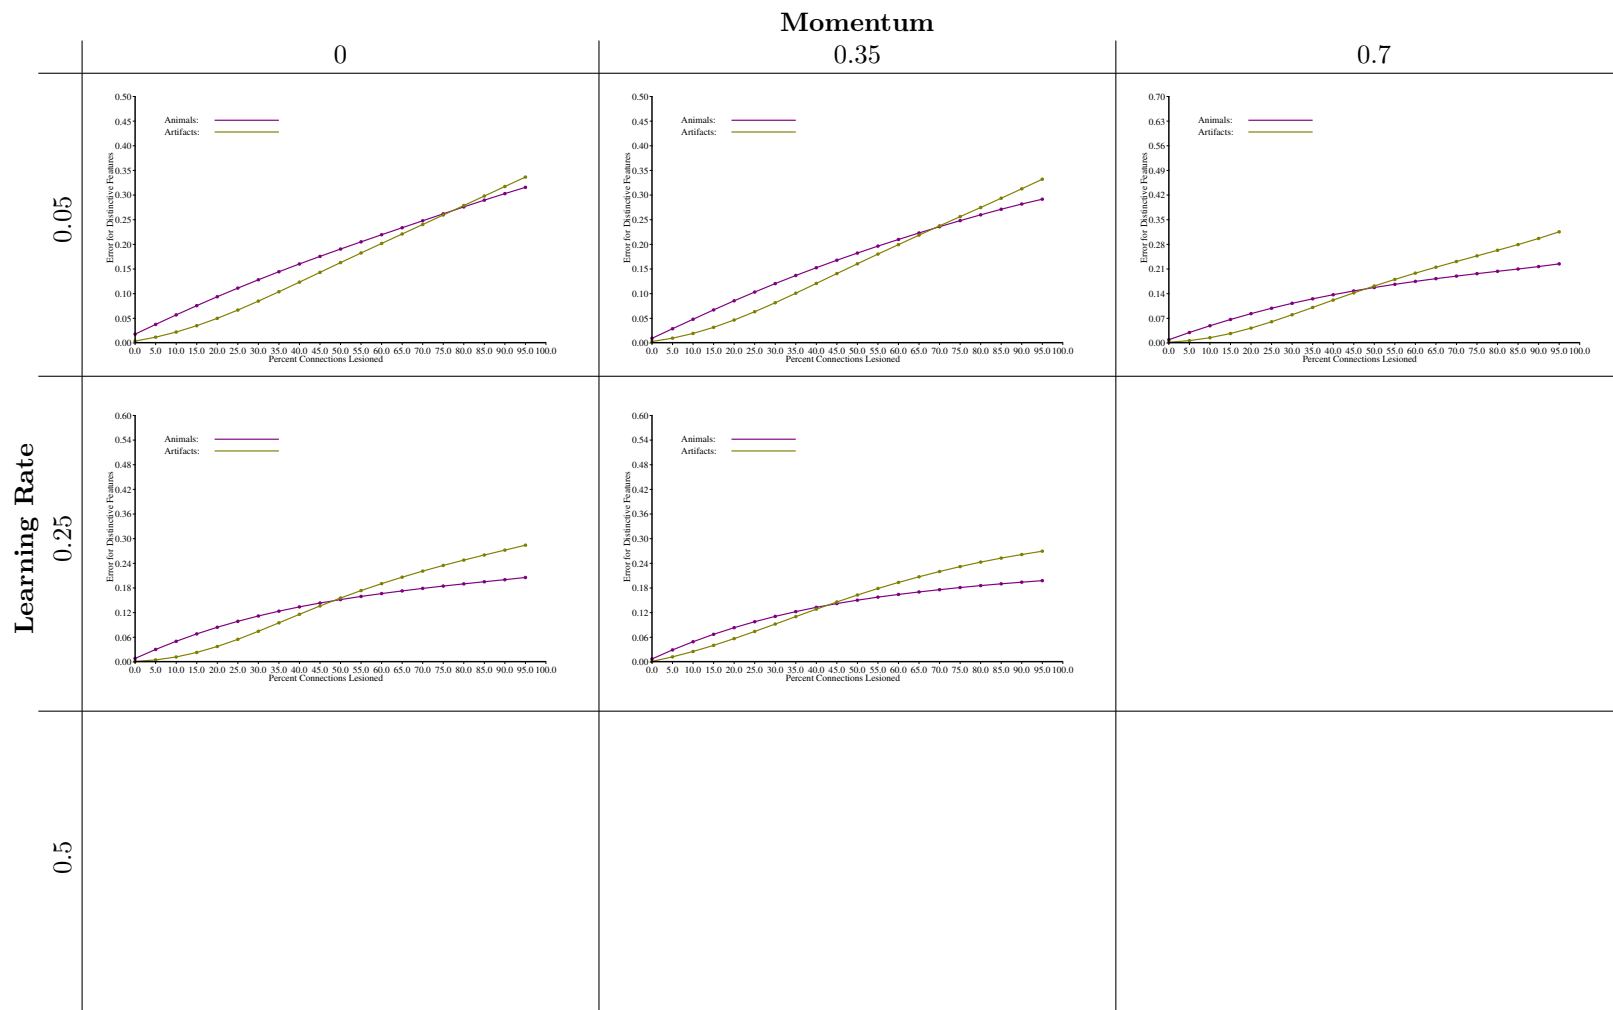 Momentum
0 0.35 0.7
Learning Rate
0.05
0.50
0.45
0.40
0.35
0.30
0.25
0.20
0.15
0.10
0.05
0.00
Error for Distinctive Features
Animals:
Artifacts:
0.0 5.0 10.0 15.0 20.0 25.0 30.0 35.0 40.0 45.0 50.0 55.0 60.0 65.0 70.0 75.0 80.0 85.0 90.0 95.0 100.0
Percent Connections Lesioned
0.50
0.45
0.40
0.35
0.30
0.25
0.20
0.15
0.10
0.05
0.00
Error for Distinctive Features
Animals:
Artifacts:
0.0 5.0 10.0 15.0 20.0 25.0 30.0 35.0 40.0 45.0 50.0 55.0 60.0 65.0 70.0 75.0 80.0 85.0 90.0 95.0 100.0
Percent Connections Lesioned
0.70
0.63
0.56
0.49
0.42
0.35
0.28
0.21
0.14
0.07
0.00
Error for Distinctive Features
Animals:
Artifacts:
0.0 5.0 10.0 15.0 20.0 25.0 30.0 35.0 40.0 45.0 50.0 55.0 60.0 65.0 70.0 75.0 80.0 85.0 90.0 95.0 100.0
Percent Connections Lesioned
0.25
0.60
0.54
0.48
0.42
0.36
0.30
0.24
0.18
0.12
0.06
0.00
Error for Distinctive Features
Animals:
Artifacts:
0.0 5.0 10.0 15.0 20.0 25.0 30.0 35.0 40.0 45.0 50.0 55.0 60.0 65.0 70.0 75.0 80.0 85.0 90.0 95.0 100.0
Percent Connections Lesioned
0.60
0.54
0.48
0.42
0.36
0.30
0.24
0.18
0.12
0.06
0.00
Error for Distinctive Features
Animals:
Artifacts:
0.0 5.0 10.0 15.0 20.0 25.0 30.0 35.0 40.0 45.0 50.0 55.0 60.0 65.0 70.0 75.0 80.0 85.0 90.0 95.0 100.0
Percent Connections Lesioned
0.5